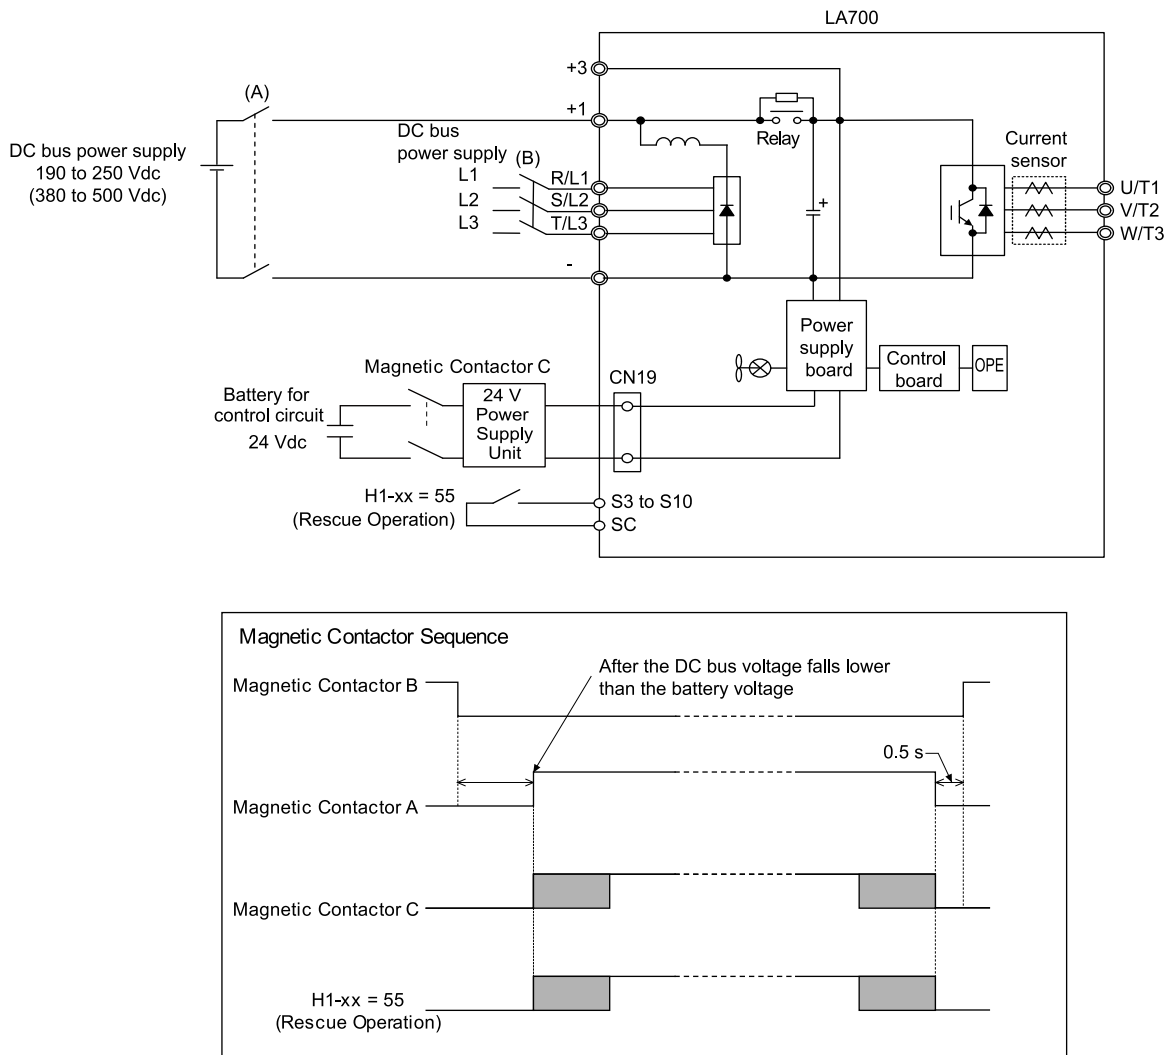 LA700
+3
(A)
+1
DC bus
power supply
Relay
Current
sensor
DC bus power supply
190 to 250 Vdc
(380 to 500 Vdc)
(B)
L1
R/L1
U/T1
L2
S/L2
+
V/T2
L3
T/L3
W/T3
-
Power
supply
board
Control
board
OPE
Magnetic Contactor C
CN19
Battery for
control circuit
24 Vdc
24 V
Power
Supply
Unit
H1-xx = 55
(Rescue Operation)
S3 to S10
SC
Magnetic Contactor Sequence
After the DC bus voltage falls lower
than the battery voltage
Magnetic Contactor B
0.5 s
Magnetic Contactor A
Magnetic Contactor C
H1-xx = 55
(Rescue Operation)